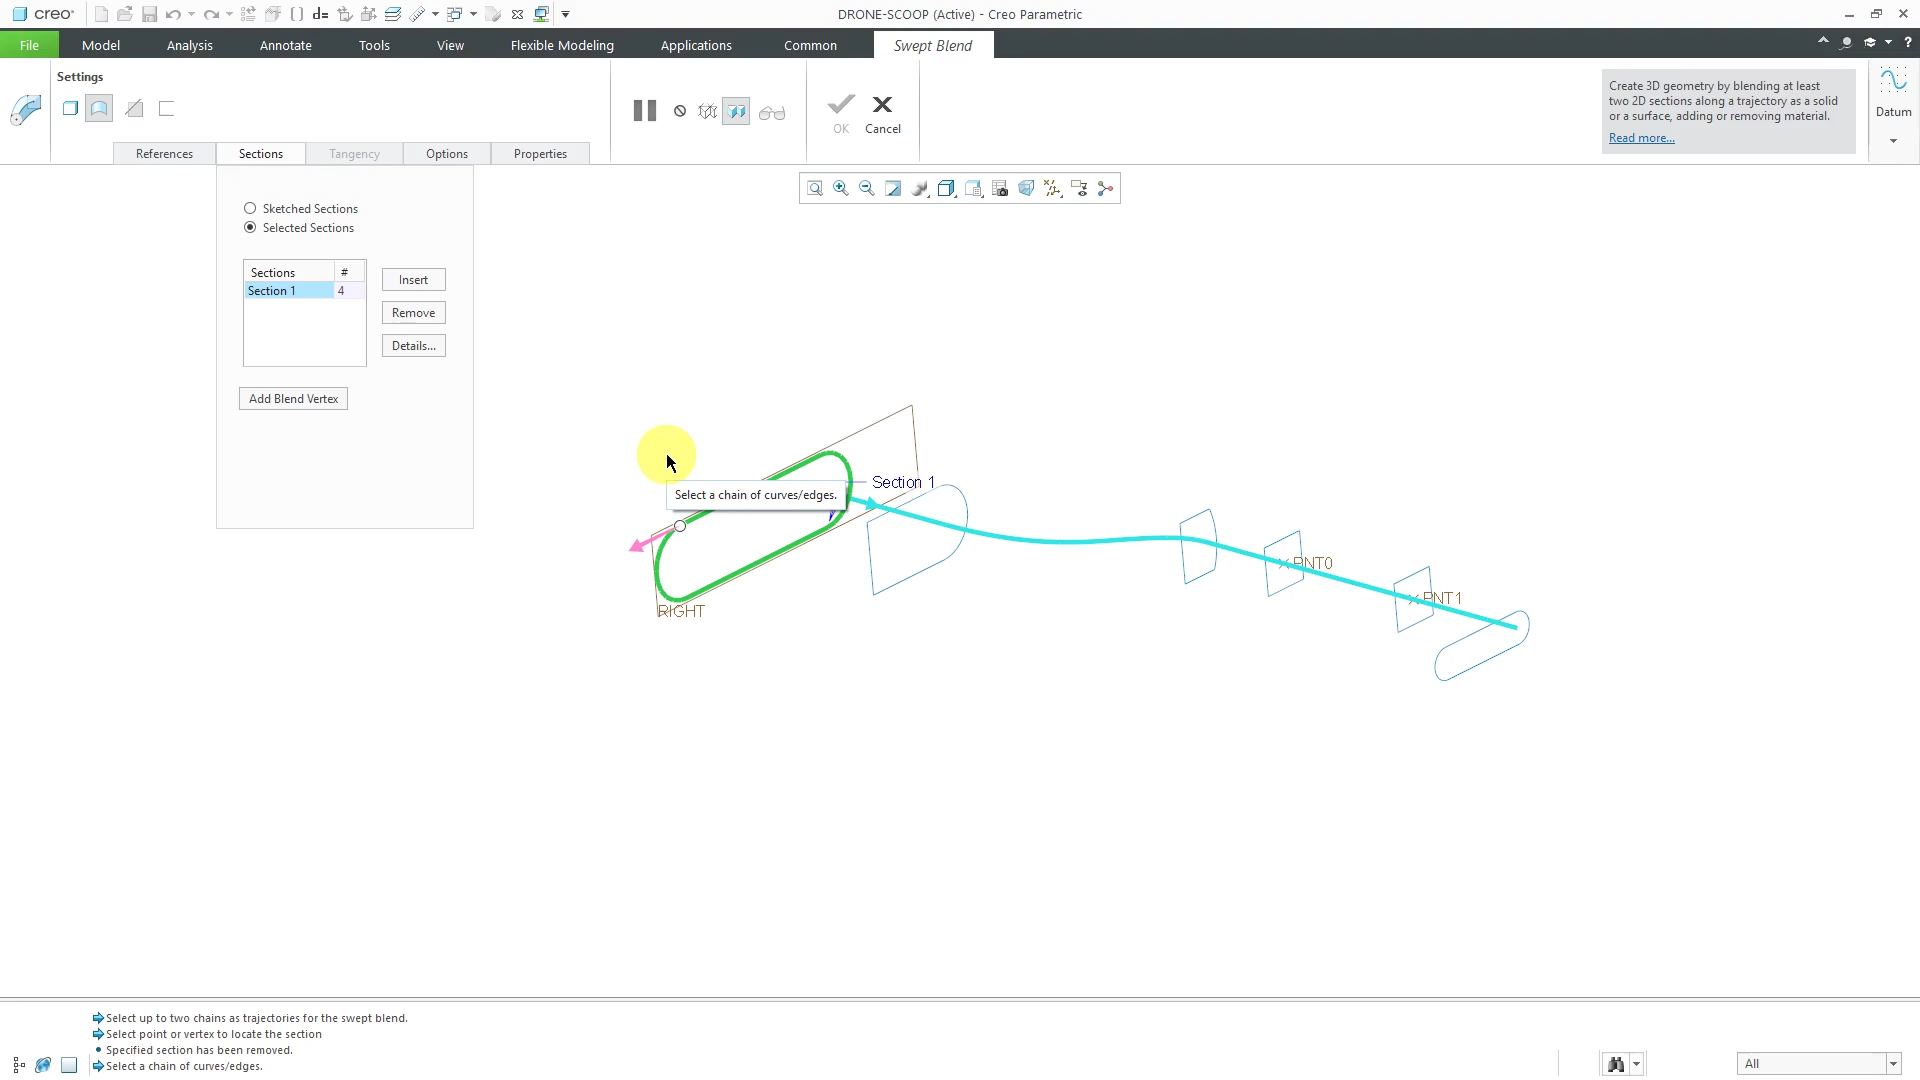 creo
DRONE-SCOOP (Active) - Creo Parametric
File
Model
Analysis
Annotate
Tools
View
Flexible Modeling
Applications
Common
Swept Blend
Settings
OK
Cancel
Create 3D geometry by blending at least
two 2D sections along a trajectory as a solid
or a surface, adding or removing material.
Read more...
Datum
References
Sections
Tangency
Options
Properties
Sketched Sections
Selected Sections
Sections #
Section 1 4
Insert
Remove
Details...
Add Blend Vertex
Section 1
Select a chain of curves/edges.
PNT0
PNT1
RIGHT
Select up to two chains as trajectories for the swept blend.
Select point or vertex to locate the section
Specified section has been removed.
Select a chain of curves/edges.
All